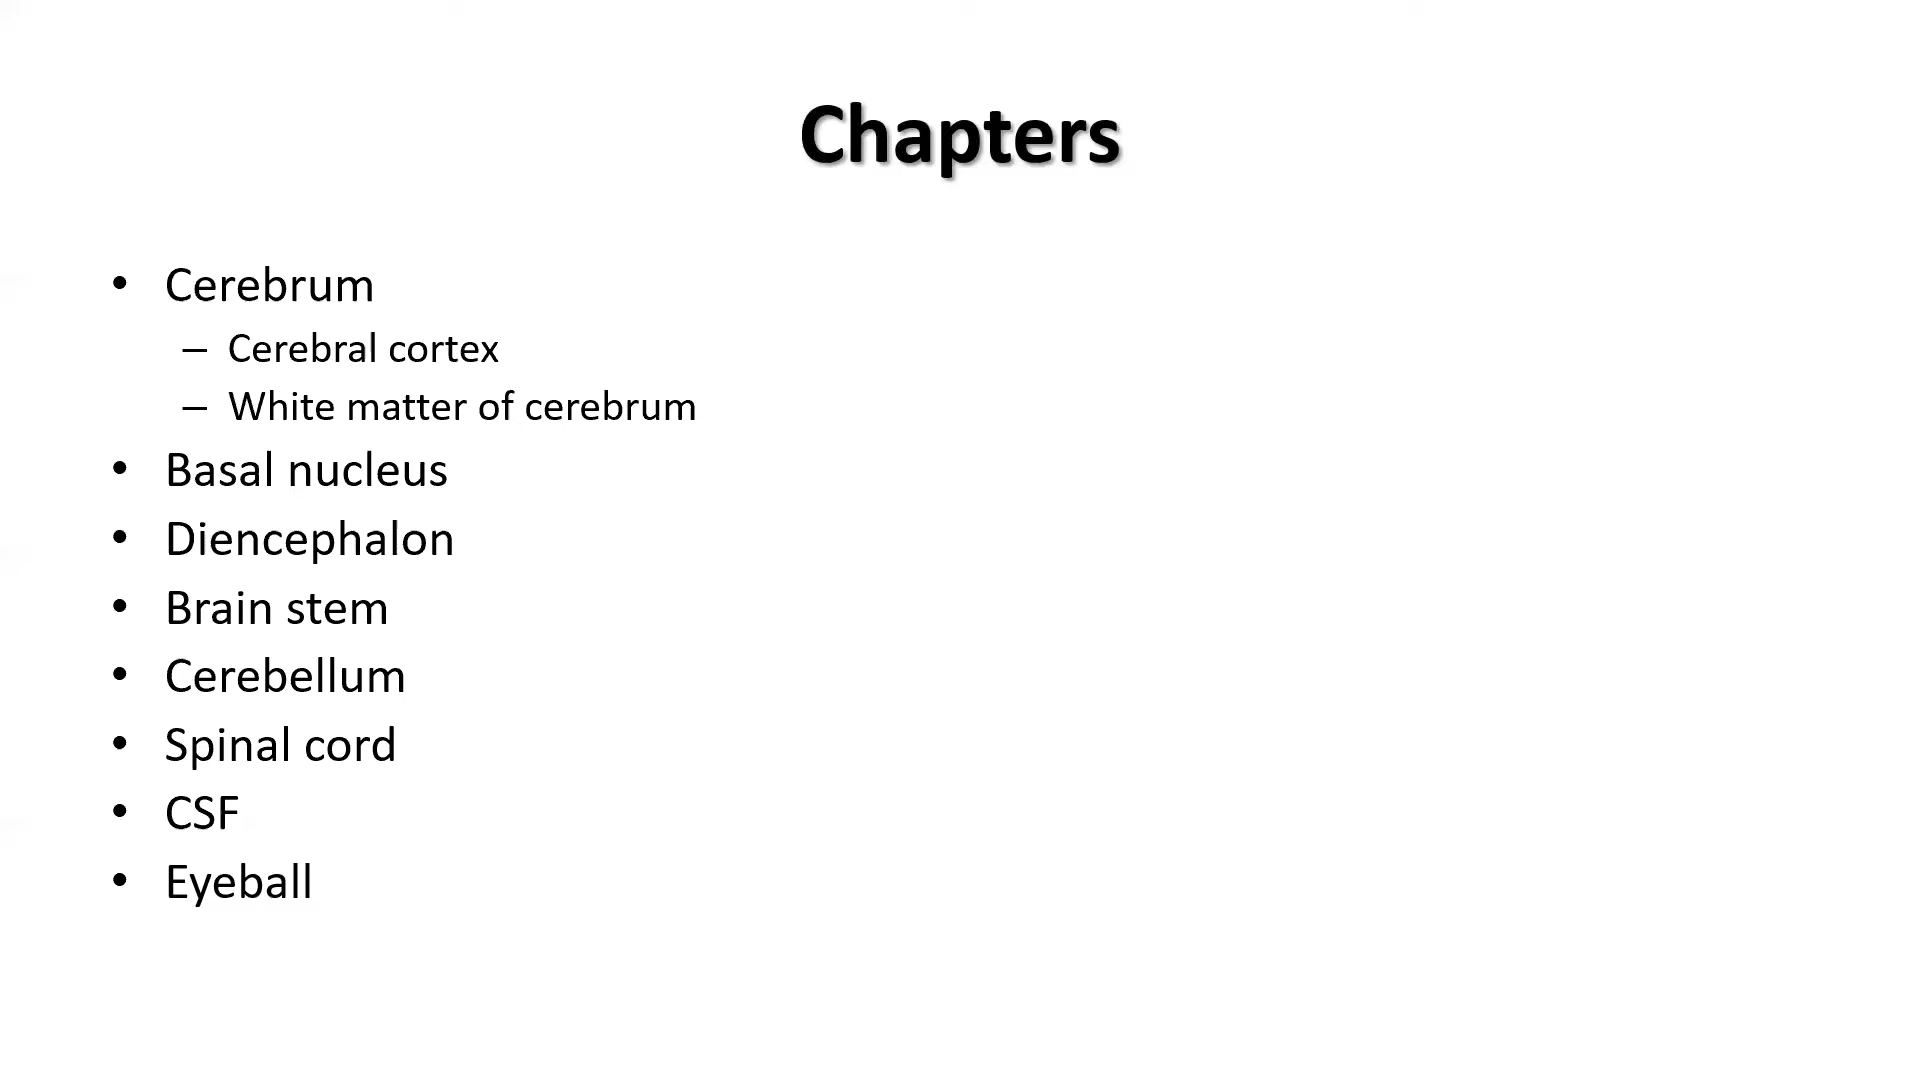 Chapters
• Cerebrum
– Cerebral cortex
– White matter of cerebrum
• Basal nucleus
• Diencephalon
• Brain stem
• Cerebellum
• Spinal cord
• CSF
• Eyeball